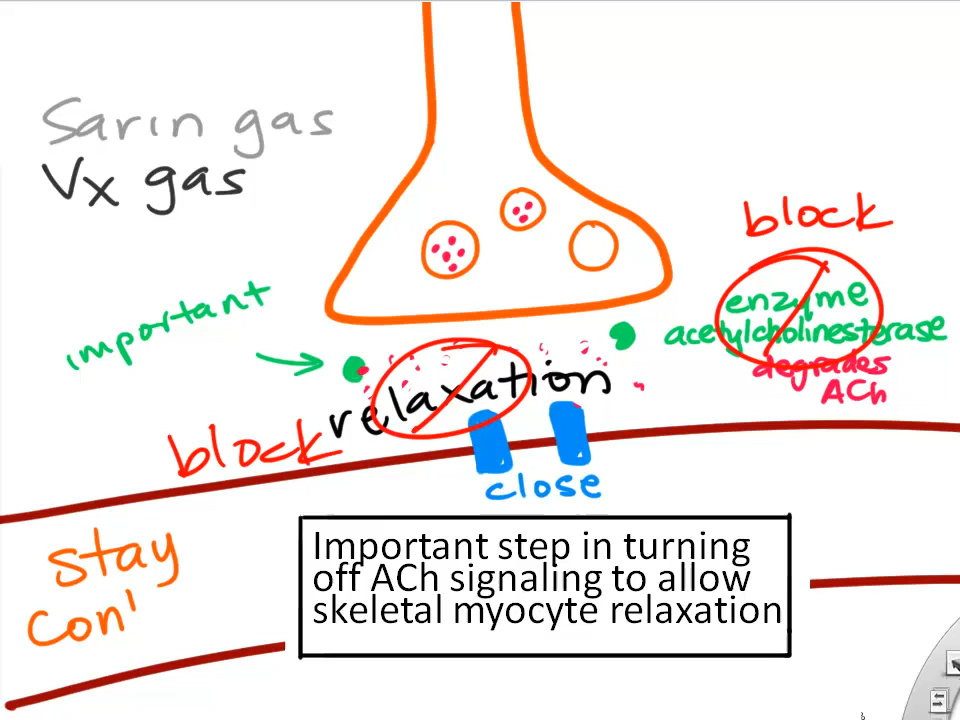 Sarin gas
Vx gas
block
enzyme
acetylcholinesterase
degrades
ACh
important
relaxation
block
close
stay
con'
Important step in turning
off ACh signaling to allow
skeletal myocyte relaxation